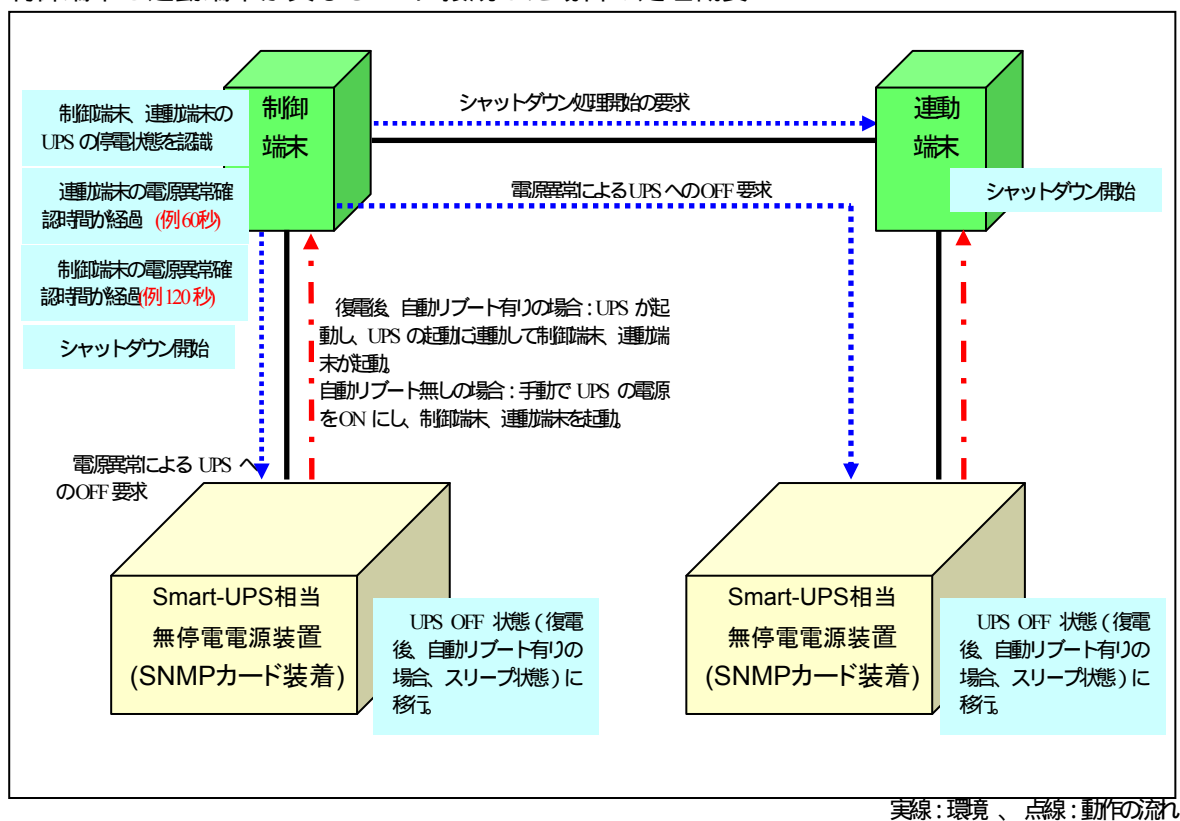 制御
端末
連動
端末
シャットダウン処理開始の要求
制御端末、連動端末の
UPS の停電状態を認識
連動端末の電源異常確
認時間が経過 (例60秒)
制御端末の電源異常確
認時間が経過(例120秒)
シャットダウン開始
電源異常によるUPSへのOFF要求
シャットダウン開始
復電後、自動リブート有りの場合:UPS が起
動し、UPS の起動に連動して制御端末、連動端
末が起動。
自動リブート無しの場合:手動で UPS の電源
をON にし、制御端末、連動端末を起動。
電源異常による UPS へ
のOFF要求
Smart-UPS相当
無停電電源装置
(SNMPカード装着)
UPS OFF 状態(復電
後、自動リブート有りの
場合、スリープ状態)に
移行。
Smart-UPS相当
無停電電源装置
(SNMPカード装着)
UPS OFF 状態(復電
後、自動リブート有りの
場合、スリープ状態)に
移行。
実線:環境 、 点線:動作の流れ